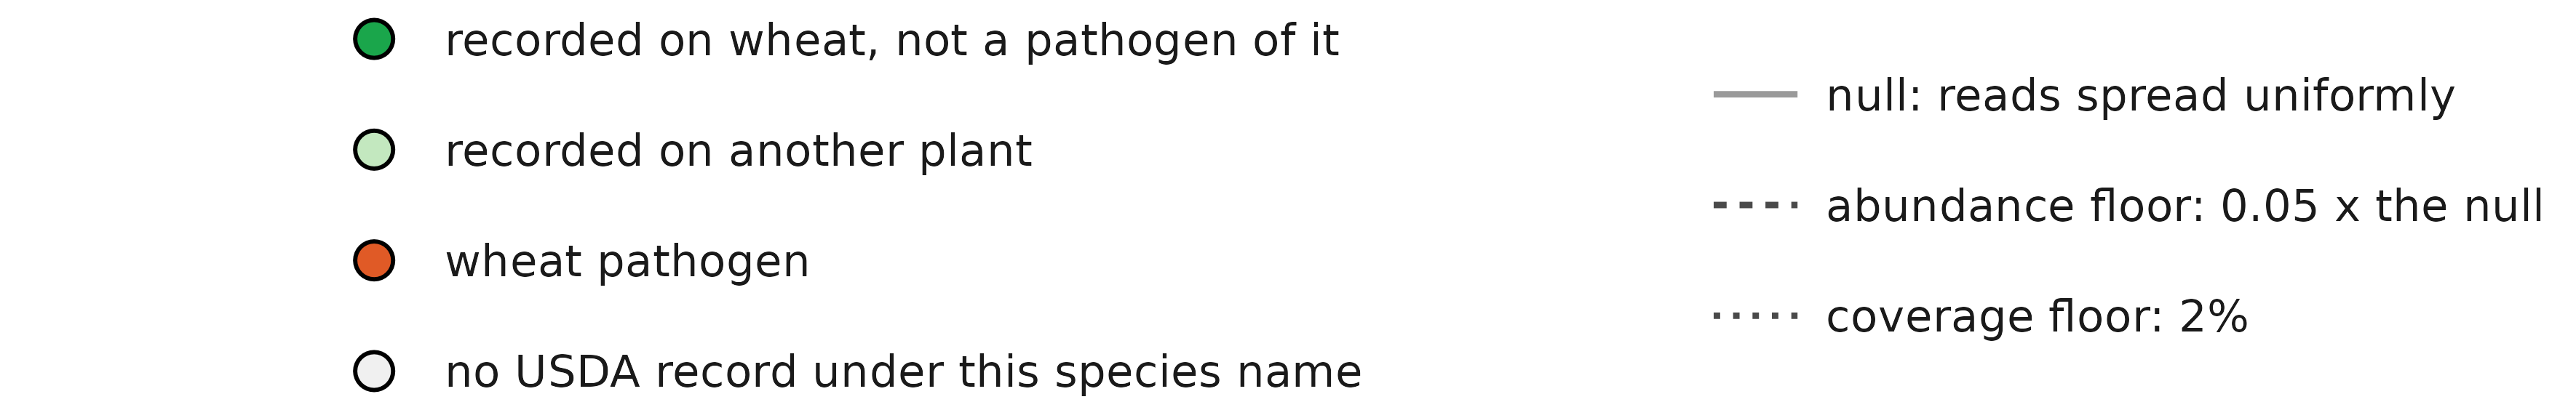 recorded on wheat, not a pathogen of it
recorded on another plant
wheat pathogen
no USDA record under this species name
null: reads spread uniformly
abundance floor: 0.05 x the null
coverage floor: 2%